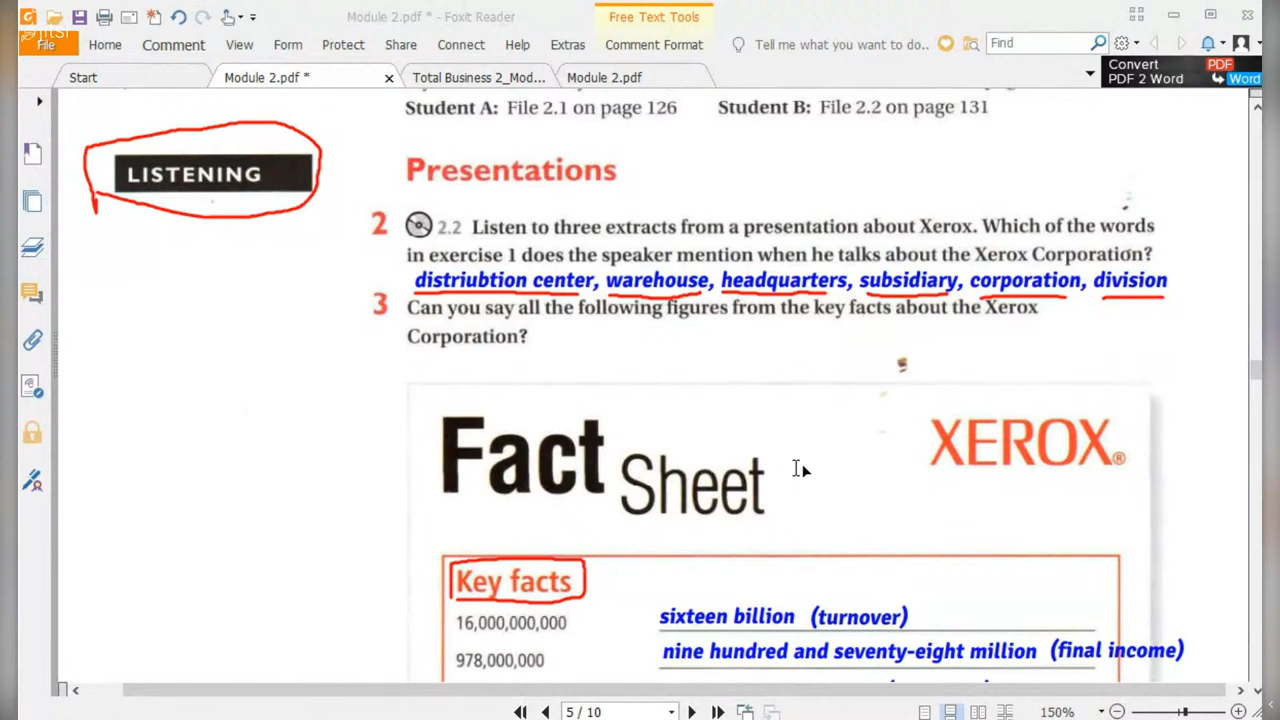 Module 2.pdf * - Foxit Reader
Free Text Tools
File
Home
Comment
View
Form
Protect
Share
Connect
Help
Extras
Comment Format
Tell me what you want to do..
Find
Start
Module 2.pdf *
Total Business 2_Mod...
Module 2.pdf
Convert PDF
PDF 2 Word Word
Student A: File 2.1 on page 126 Student B: File 2.2 on page 131
LISTENING
Presentations
2 2.2 Listen to three extracts from a presentation about Xerox. Which of the words
in exercise 1 does the speaker mention when he talks about the Xerox Corporation?
distriubtion center, warehouse, headquarters, subsidiary, corporation, division
3 Can you say all the following figures from the key facts about the Xerox
Corporation?
Fact Sheet
XEROX®
Key facts
16,000,000,000 sixteen billion (turnover)
978,000,000 nine hundred and seventy-eight million (final income)
5 / 10
150%